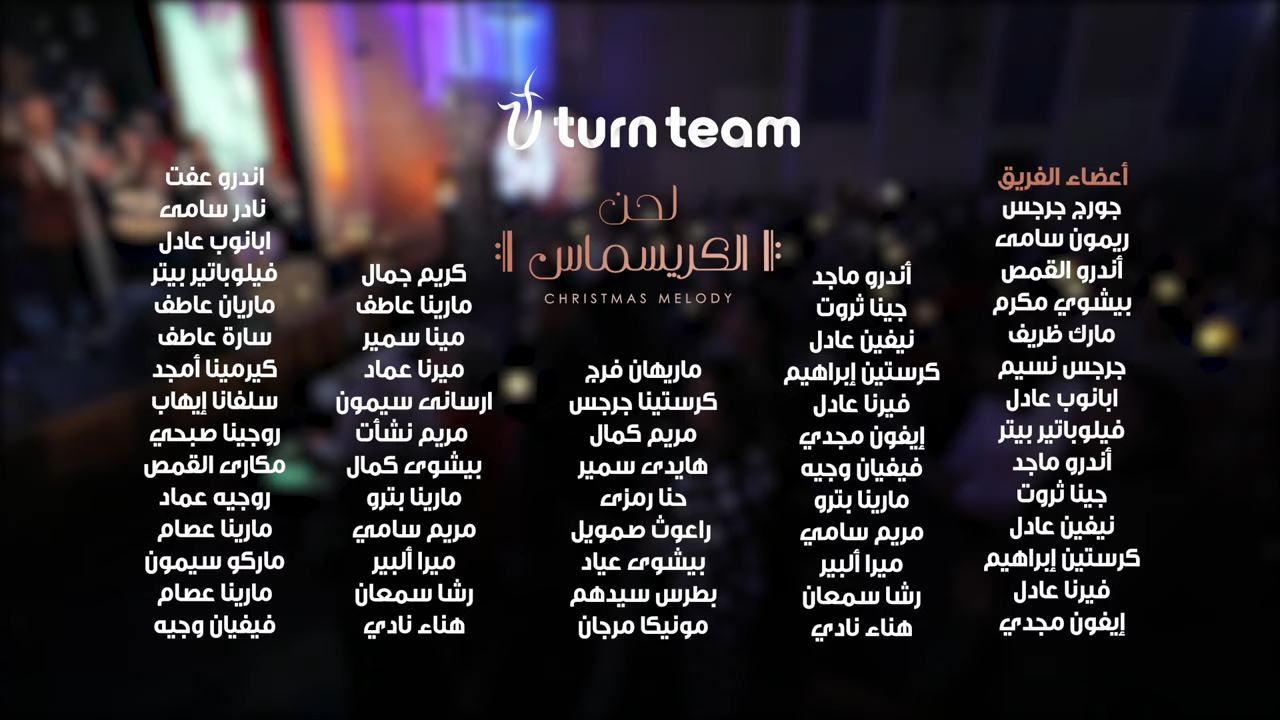 turn team
لحن
الكريسماس
CHRISTMAS MELODY
أعضاء الفريق
جورج جرجس
ريمون سامى
أندرو القمص
بيشوي مكرم
مارك ظريف
جرجس نسيم
ابانوب عادل
فيلوباتير بيتر
أندرو ماجد
جينا ثروت
نيفين عادل
كرستين إبراهيم
فيرنا عادل
إيفون مجدي
أندرو ماجد
جينا ثروت
نيفين عادل
كرستين إبراهيم
فيرنا عادل
إيفون مجدي
فيفيان وجيه
مارينا بترو
مريم سامي
ميرا ألبير
رشا سمعان
هناء نادي
ماريهان فرج
كرستينا جرجس
مريم كمال
هايدى سمير
حنا رمزى
راعوث صمويل
بيشوى عياد
بطرس سيدهم
مونيكا مرجان
كريم جمال
مارينا عاطف
مينا سمير
ميرنا عماد
ارسانى سيمون
مريم نشأت
بيشوى كمال
مارينا بترو
مريم سامي
ميرا ألبير
رشا سمعان
هناء نادي
اندرو عفت
نادر سامى
ابانوب عادل
فيلوباتير بيتر
ماريان عاطف
سارة عاطف
كيرمينا أمجد
سلفانا إيهاب
روجينا صبحي
مكارى القمص
روجيه عماد
مارينا عصام
ماركو سيمون
مارينا عصام
فيفيان وجيه